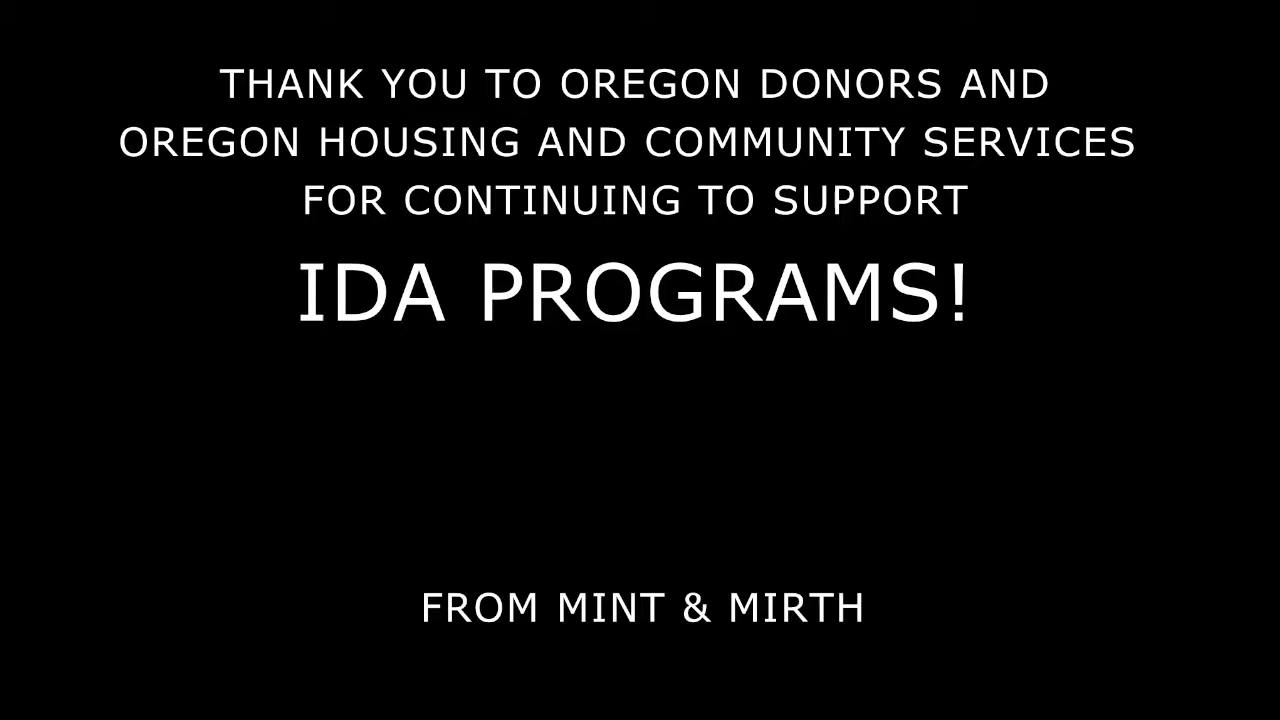 THANK YOU TO OREGON DONORS AND
OREGON HOUSING AND COMMUNITY SERVICES
FOR CONTINUING TO SUPPORT
IDA PROGRAMS!
FROM MINT & MIRTH